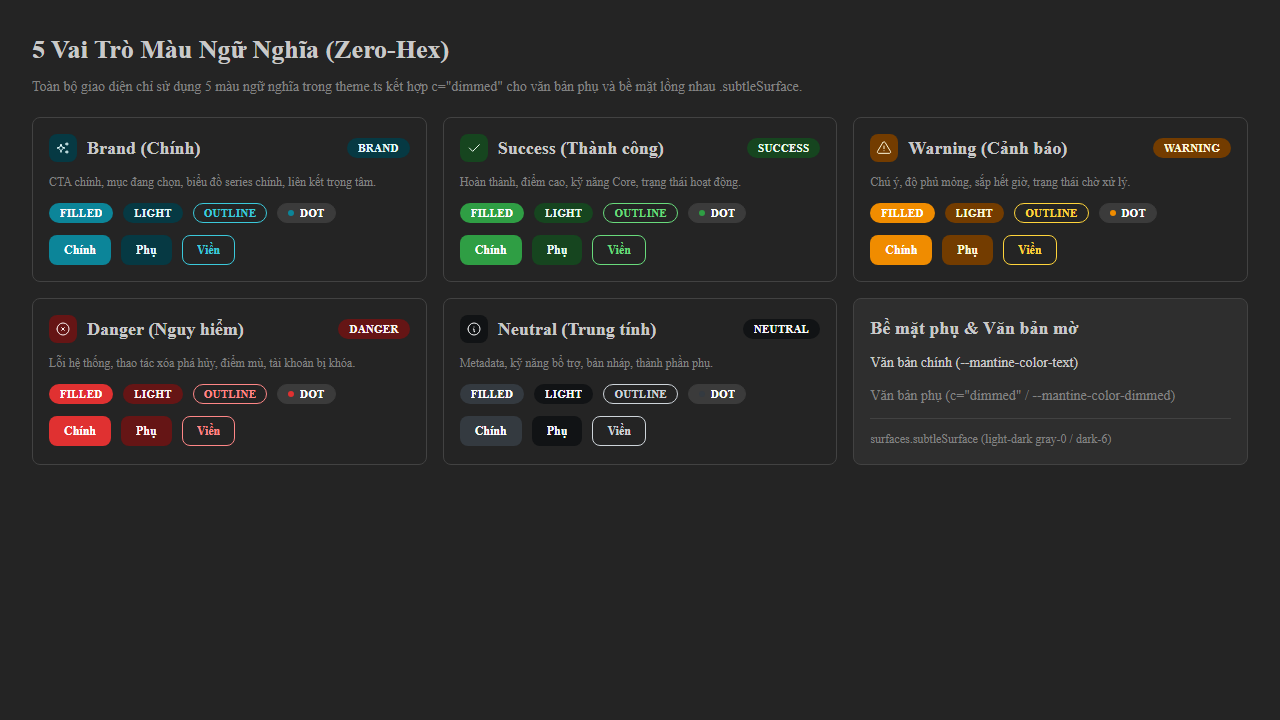 5 Vai Trò Màu Ngữ Nghĩa (Zero-Hex)
Toàn bộ giao diện chỉ sử dụng 5 màu ngữ nghĩa trong theme.ts kết hợp c="dimmed" cho văn bản phụ và bề mặt lồng nhau .subtleSurface.
Brand (Chính)
BRAND
CTA chính, mục đang chọn, biểu đồ series chính, liên kết trọng tâm.
FILLED LIGHT OUTLINE DOT
Chính Phụ Viền
Success (Thành công)
SUCCESS
Hoàn thành, điểm cao, kỹ năng Core, trạng thái hoạt động.
FILLED LIGHT OUTLINE DOT
Chính Phụ Viền
Warning (Cảnh báo)
WARNING
Chú ý, độ phủ mỏng, sắp hết giờ, trạng thái chờ xử lý.
FILLED LIGHT OUTLINE DOT
Chính Phụ Viền
Danger (Nguy hiểm)
DANGER
Lỗi hệ thống, thao tác xóa phá hủy, điểm mù, tài khoản bị khóa.
FILLED LIGHT OUTLINE DOT
Chính Phụ Viền
Neutral (Trung tính)
NEUTRAL
Metadata, kỹ năng bổ trợ, bản nháp, thành phần phụ.
FILLED LIGHT OUTLINE DOT
Chính Phụ Viền
Bề mặt phụ & Văn bản mờ
Văn bản chính (--mantine-color-text)
Văn bản phụ (c="dimmed" / --mantine-color-dimmed)
surfaces.subtleSurface (light-dark gray-0 / dark-6)